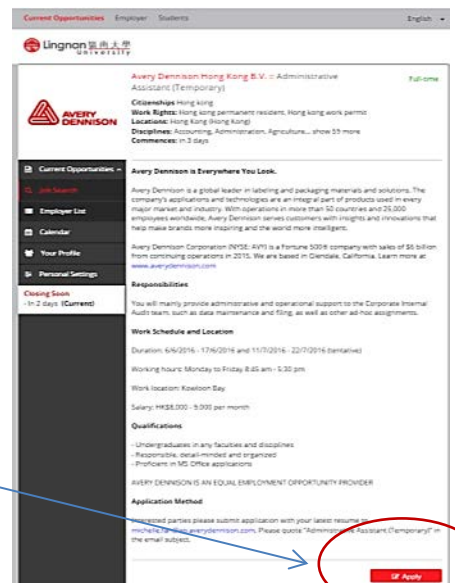 Current Opportunities Employer Students English
Lingnan 嶺南大學
University
Avery Dennison Hong Kong B.V. :: Administrative
Assistant (Temporary)
Full-time
Citizenships Hong kong
Work Rights: Hong kong permanent resident, Hong kong work permit
Locations: Hong Kong (Hong Kong)
Disciplines: Accounting, Administration, Agriculture... show 59 more
Commences: in 3 days
AVERY
DENNISON
Current Opportunities
Job Search
Employer List
Calendar
Your Profile
Personal Settings
Closing Soon
- In 2 days (Current)
Avery Dennison is Everywhere You Look.
Avery Dennison is a global leader in labeling and packaging materials and solutions. The
company's applications and technologies are an integral part of products used in every
major market and industry. With operations in more than 50 countries and 25,000
employees worldwide, Avery Dennison serves customers with insights and innovations that
help make brands more inspiring and the world more intelligent.
Avery Dennison Corporation (NYSE: AVY) is a Fortune 500® company with sales of $6 billion
from continuing operations in 2015. We are based in Glendale, California. Learn more at
www.averydennison.com
Responsibilities
You will mainly provide administrative and operational support to the Corporate Internal
Audit team, such as data maintenance and filing, as well as other ad-hoc assignments.
Work Schedule and Location
Duration: 6/6/2016 - 17/6/2016 and 11/7/2016 - 22/7/2016 (tentative)
Working hours: Monday to Friday 8:45 am - 5:30 pm
Work location: Kowloon Bay
Salary: HK$8,000 - 9,000 per month
Qualifications
- Undergraduates in any faculties and disciplines
- Responsible, detail-minded and organized
- Proficient in MS Office applications
AVERY DENNISON IS AN EQUAL EMPLOYMENT OPPORTUNITY PROVIDER
Application Method
Interested parties please submit application with your latest resume to
averydennison.com. Please quote "Administrative Assistant (Temporary)" in
the email subject.
Apply